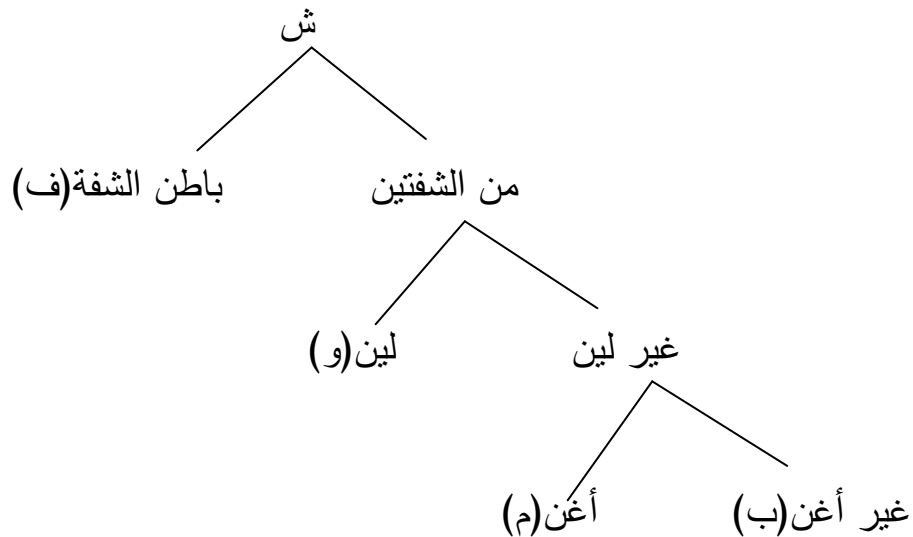 ش
من الشفتين باطن الشفة(ف)
غير لين لين(و)
غير أغن(ب) أغن(م)